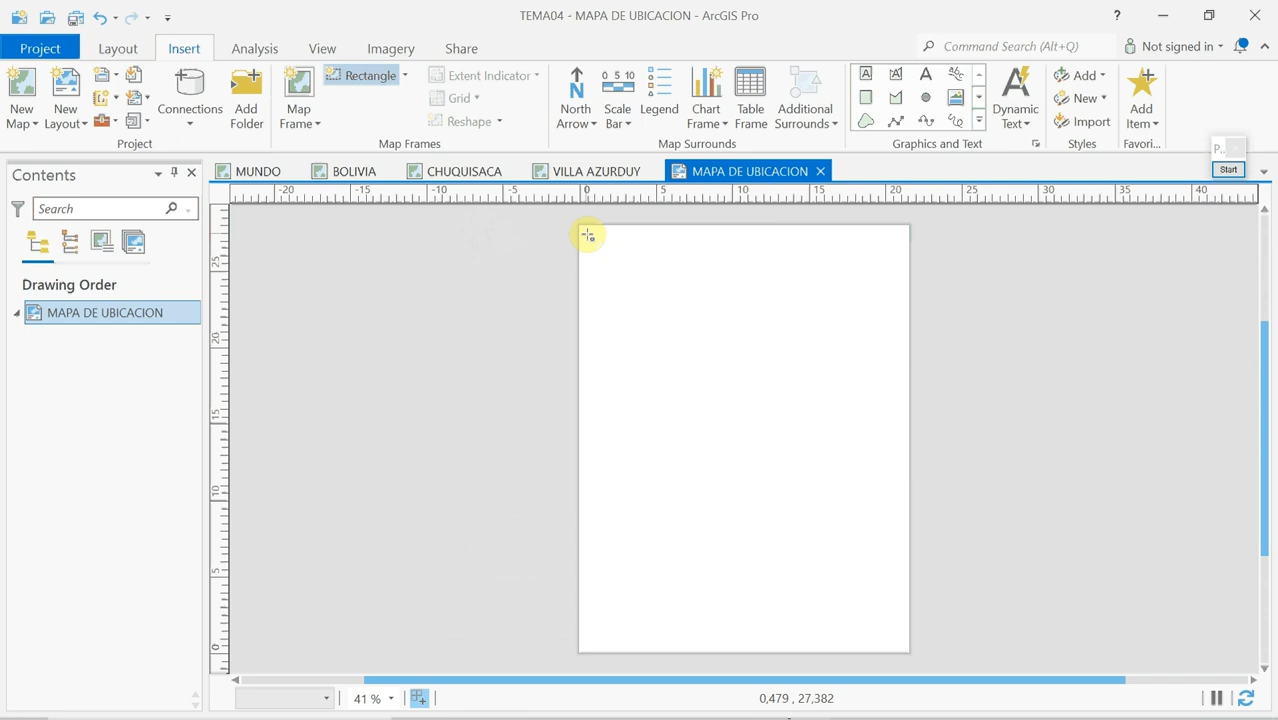 TEMA04 - MAPA DE UBICACION - ArcGIS Pro
?
Project Layout Insert Analysis View Imagery Share
Command Search (Alt+Q)
Not signed in
New Map
New Layout
Connections
Add Folder
Project
Map Frame
Rectangle
Extent Indicator
Grid
Reshape
Map Frames
North Arrow
Scale Bar
0 5 10
Legend
Chart Frame
Table Frame
Additional Surrounds
Map Surrounds
Graphics and Text
Dynamic Text
Add
New
Import
Styles
Add Item
Favori...
P...
Start
Contents
MUNDO BOLIVIA CHUQUISACA VILLA AZURDUY MAPA DE UBICACION
-20 -15 -10 -5 0 5 10 15 20 25 30 35 40
Search
25
20
15
10
5
0
Drawing Order
MAPA DE UBICACION
41 %
0,479 , 27,382